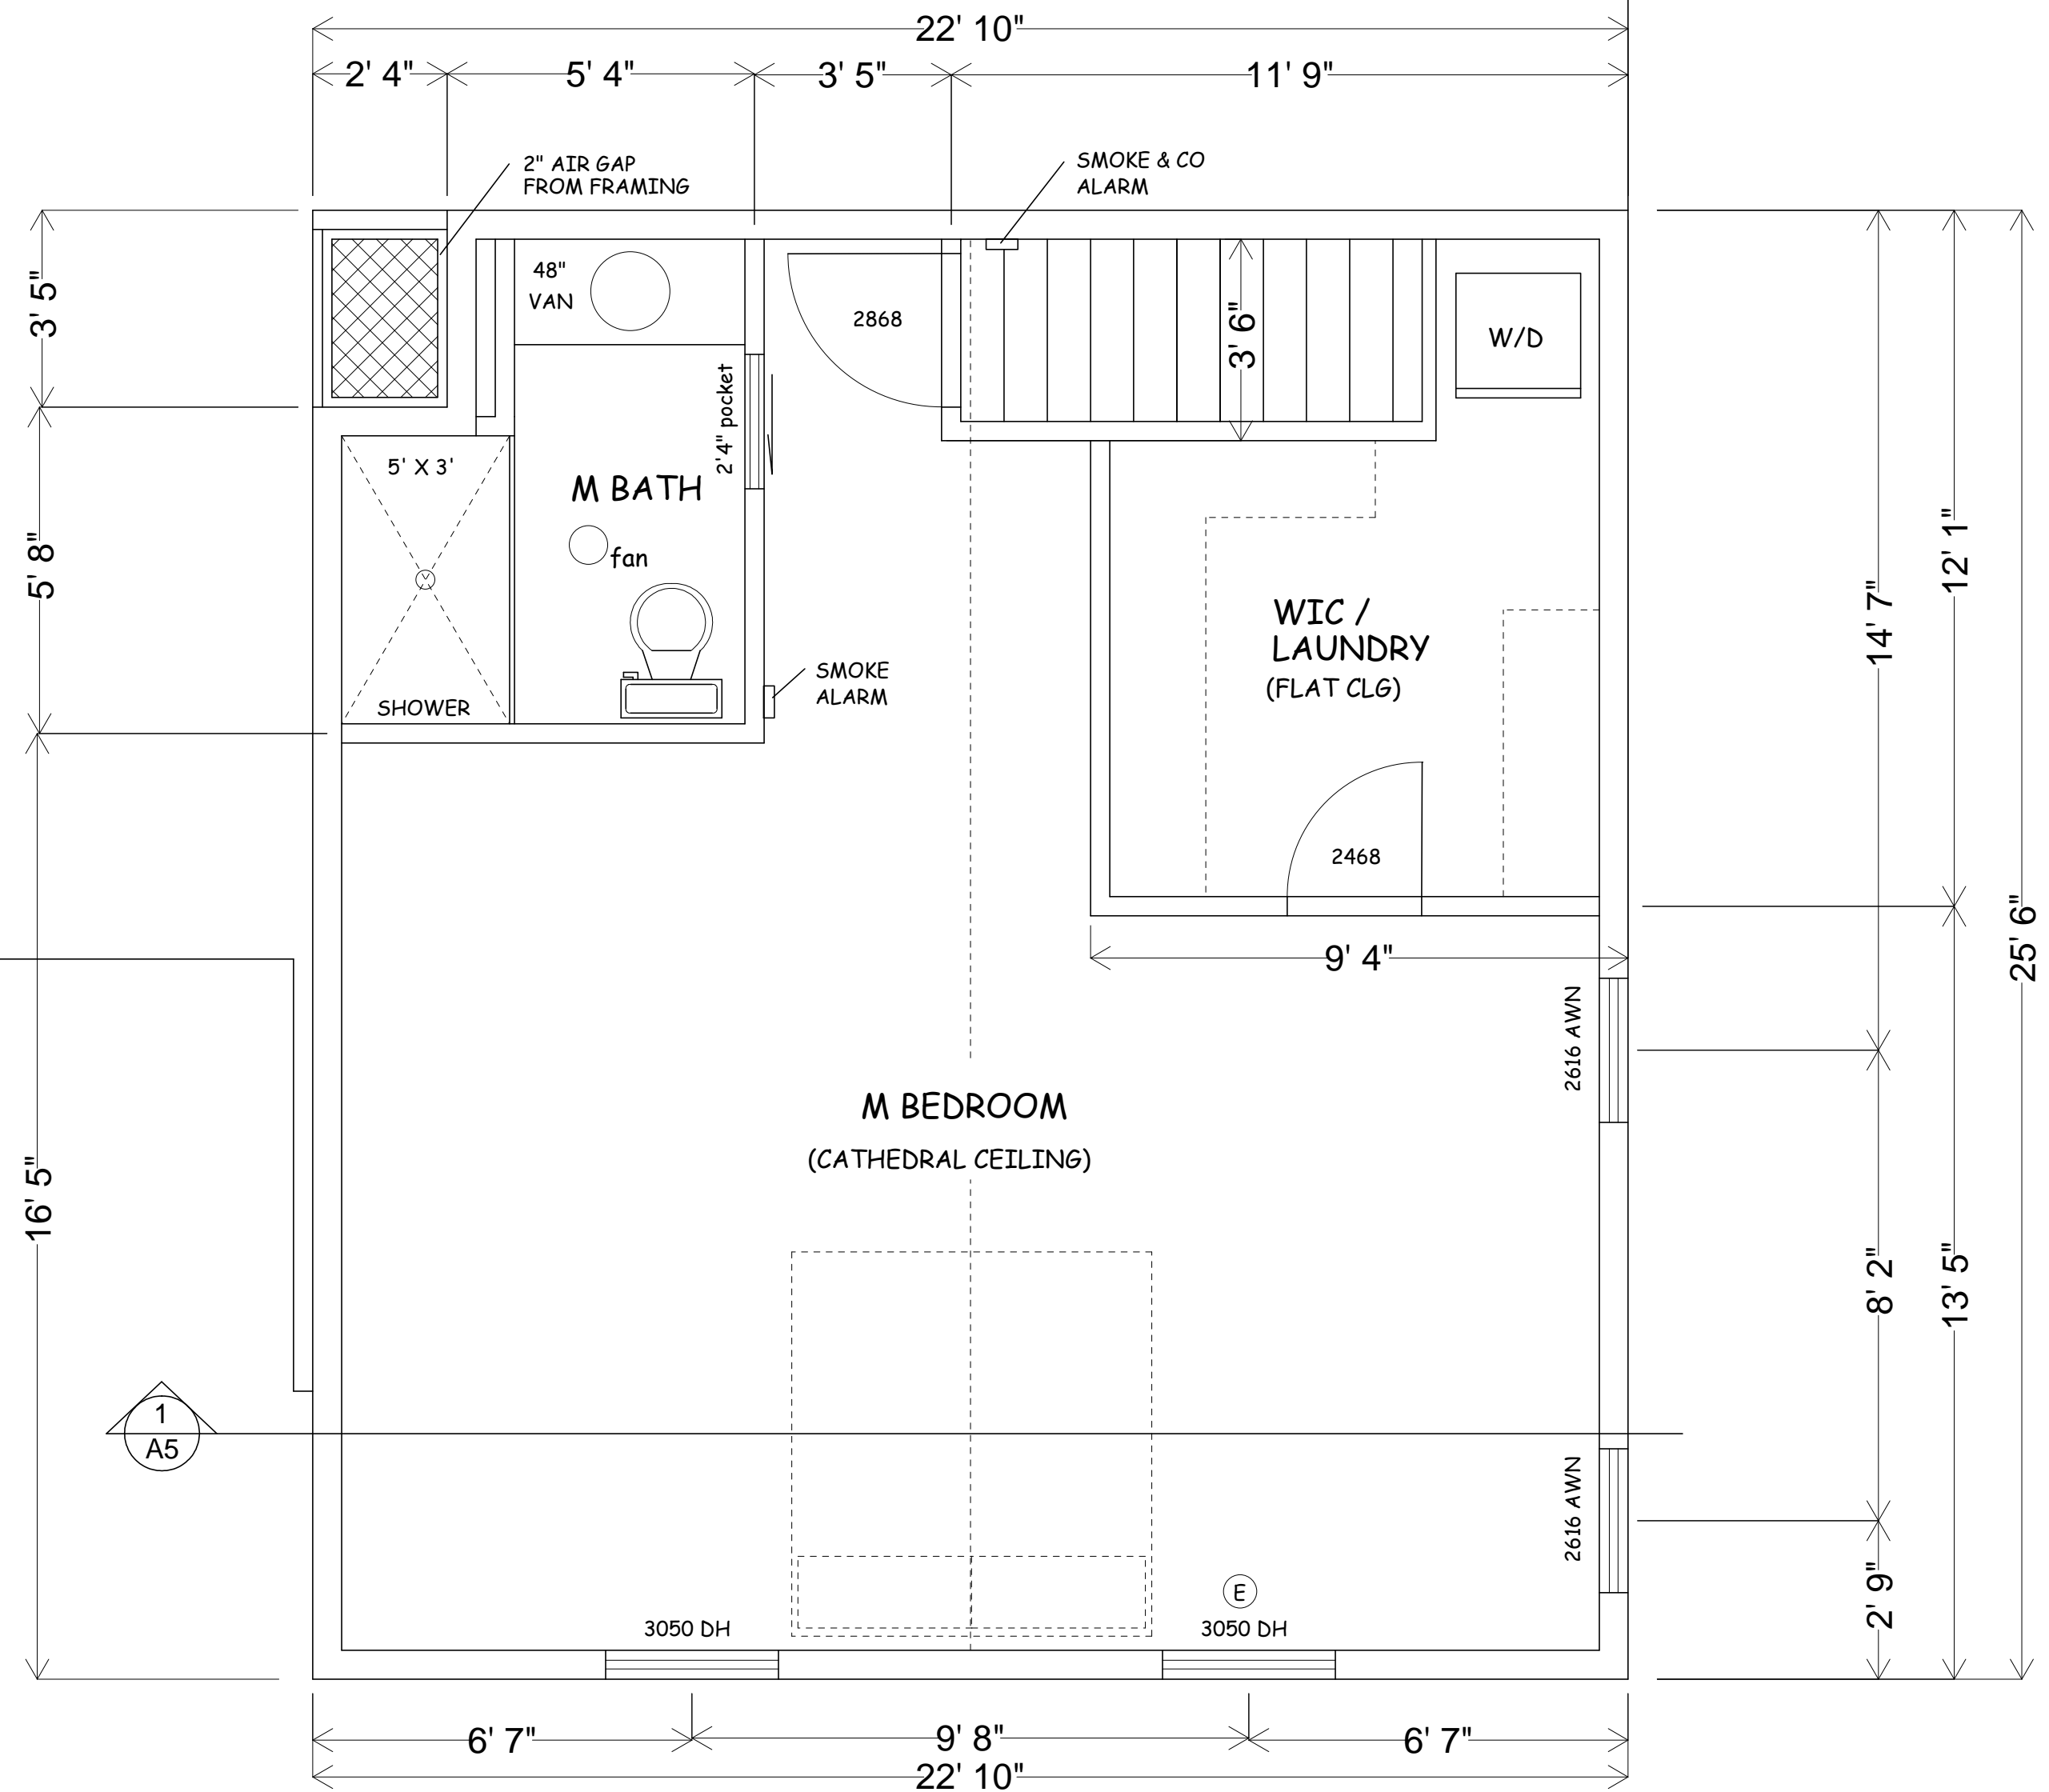 22' 10"
2' 4"
5' 4"
3' 5"
11' 9"
2" AIR GAP
FROM FRAMING
SMOKE & CO
ALARM
3' 5"
48"
VAN
2868
3' 6"
W/D
2'4" pocket
5' X 3'
M BATH
fan
5' 8"
12' 1"
14' 7"
WIC /
LAUNDRY
(FLAT CLG)
SMOKE
ALARM
SHOWER
2468
25' 6"
9' 4"
2616 AWN
M BEDROOM
(CATHEDRAL CEILING)
16' 5"
8' 2"
13' 5"
1
A5
2616 AWN
2' 9"
E
3050 DH
3050 DH
6' 7"
9' 8"
6' 7"
22' 10"